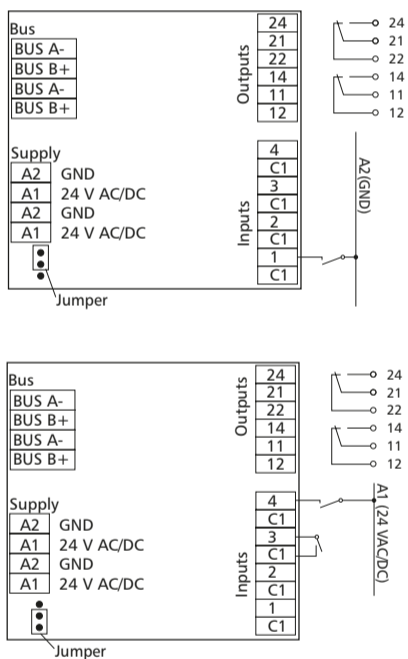 Bus
BUS A-
BUS B+
BUS A-
BUS B+
Supply
A2 GND
A1 24 V AC/DC
A2 GND
A1 24 V AC/DC
Jumper
Outputs
24
21
22
14
11
12
Inputs
4
C1
3
C1
2
C1
1
C1
24
21
22
14
11
12
A2 (GND)
Bus
BUS A-
BUS B+
BUS A-
BUS B+
Supply
A2 GND
A1 24 V AC/DC
A2 GND
A1 24 V AC/DC
Jumper
Outputs
24
21
22
14
11
12
Inputs
4
C1
3
C1
2
C1
1
C1
24
21
22
14
11
12
A1 (24 VAC/DC)